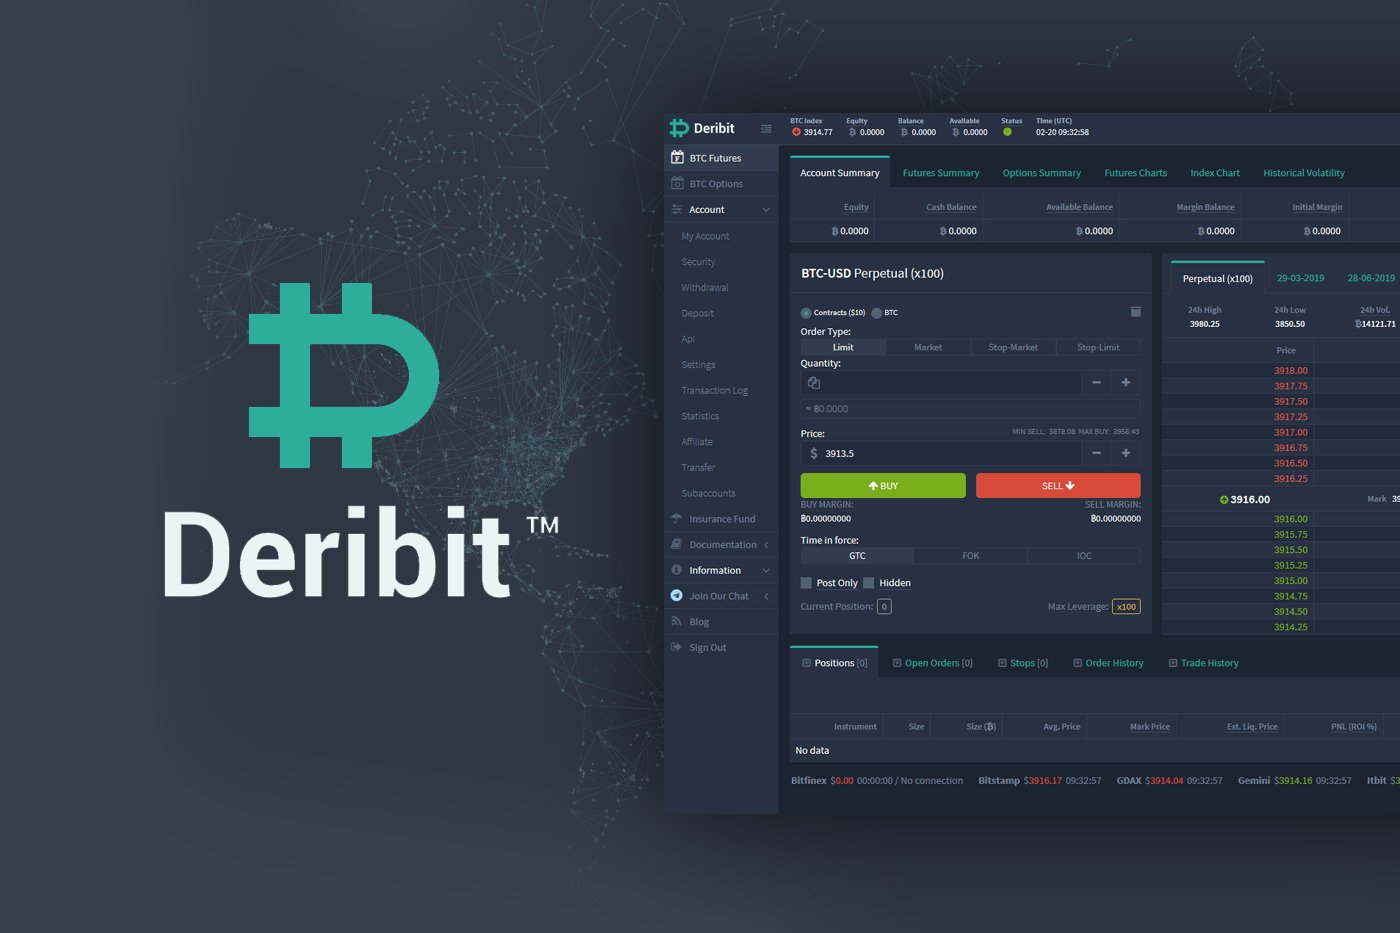 Deribit ™
Deribit
BTC Index Equity Balance Available Status Time (UTC)
3914.77 ₿ 0.0000 ₿ 0.0000 ₿ 0.0000 02-20 09:32:58
BTC Futures
BTC Options
Account
My Account
Security
Withdrawal
Deposit
Api
Settings
Transaction Log
Statistics
Affiliate
Transfer
Subaccounts
Insurance Fund
Documentation
Information
Join Our Chat
Blog
Sign Out
Account Summary Futures Summary Options Summary Futures Charts Index Chart Historical Volatility
Equity Cash Balance Available Balance Margin Balance Initial Margin
₿ 0.0000 ₿ 0.0000 ₿ 0.0000 ₿ 0.0000 ₿ 0.0000
BTC-USD Perpetual (x100)
Contracts ($10) BTC
Order Type:
Limit Market Stop-Market Stop-Limit
Quantity:
− +
≈ ₿0.0000
Price: MIN SELL: 3878.08 MAX BUY: 3956.43
$ 3913.5 − +
BUY SELL
BUY MARGIN: SELL MARGIN:
₿0.00000000 ₿0.00000000
Time in force:
GTC FOK IOC
Post Only Hidden
Current Position: 0 Max Leverage: x100
Perpetual (x100) 29-03-2019 28-06-2019
24h High 24h Low 24h Vol.
3980.25 3850.50 ₿14121.71
Price
3918.00
3917.75
3917.50
3917.25
3917.00
3916.75
3916.50
3916.25
3916.00 Mark 39
3916.00
3915.75
3915.50
3915.25
3915.00
3914.75
3914.50
3914.25
Positions [0] Open Orders [0] Stops [0] Order History Trade History
Instrument Size Size (₿) Avg. Price Mark Price Est. Liq. Price PNL (ROI %)
No data
Bitfinex $0.00 00:00:00 / No connection Bitstamp $3916.17 09:32:57 GDAX $3914.04 09:32:57 Gemini $3914.16 09:32:57 Itbit $3